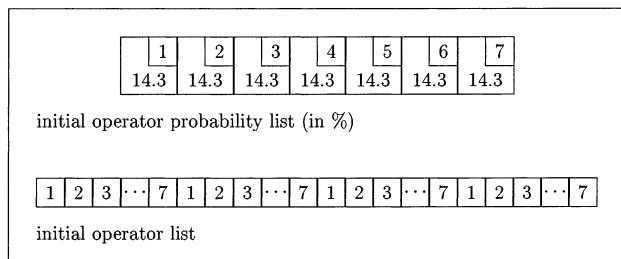 1 2 3 4 5 6 7
14.3 14.3 14.3 14.3 14.3 14.3 14.3
initial operator probability list (in %)
1 2 3 ··· 7 1 2 3 ··· 7 1 2 3 ··· 7 1 2 3 ··· 7
initial operator list